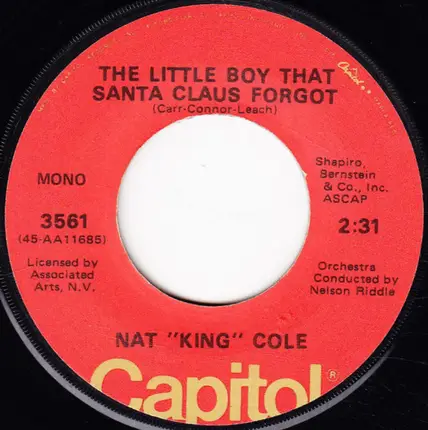 THE LITTLE BOY THAT
SANTA CLAUS FORGOT
(Carr-Connor-Leach)
Capitol
MONO
3561
(45-AA11685)
Licensed by
Associated
Arts, N.V.
Shapiro,
Bernstein
& Co., Inc.
ASCAP
2:31
Orchestra
Conducted by
Nelson Riddle
NAT "KING" COLE
Capitol®